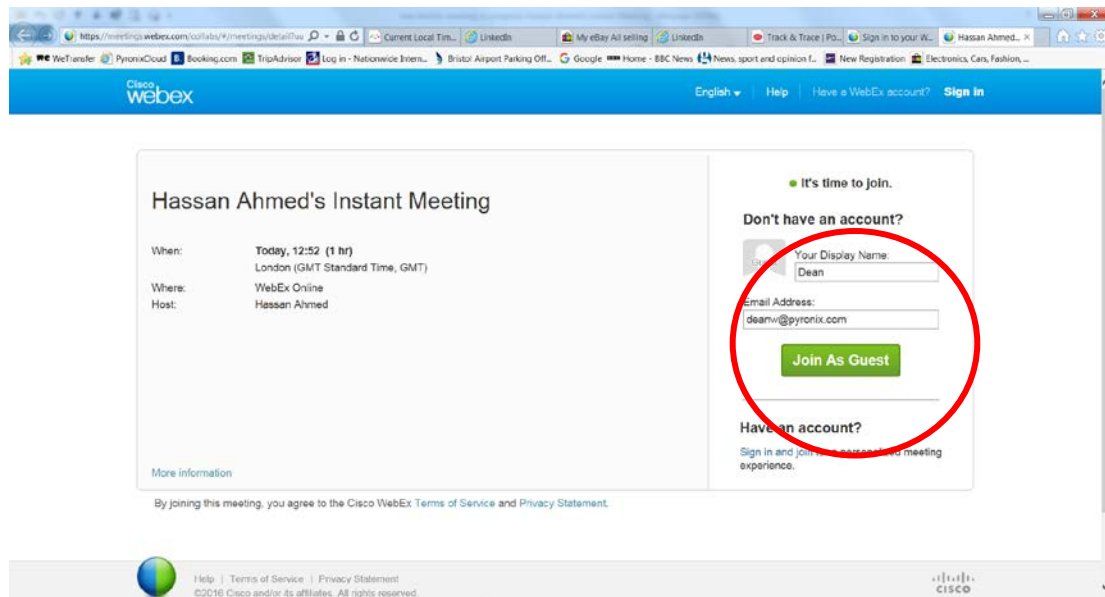 https://meetings.webex.com/collabs/#/meetings/detail?uu
Current Local Tim...
LinkedIn
My eBay All selling
LinkedIn
Track & Trace | Po...
Sign in to your W...
Hassan Ahmed...
WeTransfer
PyronixCloud
Booking.com
TripAdvisor
Log in - Nationwide Intern...
Bristol Airport Parking Off...
Google
Home - BBC News
News, sport and opinion f...
New Registration
Electronics, Cars, Fashion, ...
Cisco
webex
English
Help
Have a WebEx account?
Sign in
Hassan Ahmed's Instant Meeting
When: Today, 12:52 (1 hr)
London (GMT Standard Time, GMT)
Where: WebEx Online
Host: Hassan Ahmed
More information
It's time to join.
Don't have an account?
Your Display Name:
Dean
Email Address:
deanw@pyronix.com
Join As Guest
Have an account?
Sign in and join personalized meeting
experience.
By joining this meeting, you agree to the Cisco WebEx Terms of Service and Privacy Statement.
Help | Terms of Service | Privacy Statement
©2016 Cisco and/or its affiliates. All rights reserved.
CISCO